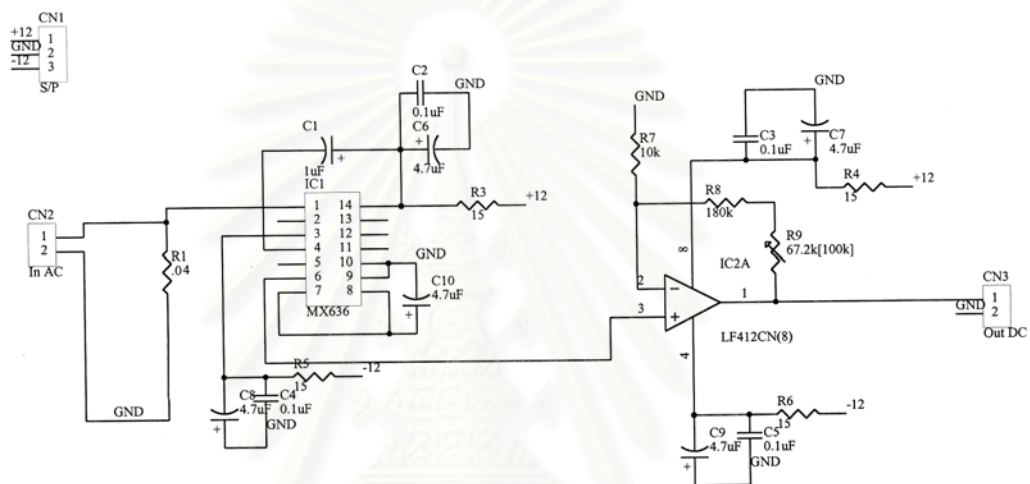 CN1
+12
1
GND
2
-12
3
S/P
C2
GND
0.1uF
C1
+
1uF
C6
+
4.7uF
IC1
1
14
2
13
3
12
4
11
5
10
6
9
7
8
MX636
R3
15
+12
CN2
1
2
In AC
R1
.04
GND
GND
C10
4.7uF
+
R5
15
-12
C8
4.7uF
+
C4
0.1uF
GND
GND
R7
10k
C3
0.1uF
C7
+
4.7uF
R4
15
+12
R8
180k
R9
67.2k[100k]
8
IC2A
2
-
3
+
1
4
LF412CN(8)
CN3
1
GND
2
Out DC
R6
15
-12
C9
4.7uF
+
C5
0.1uF
GND